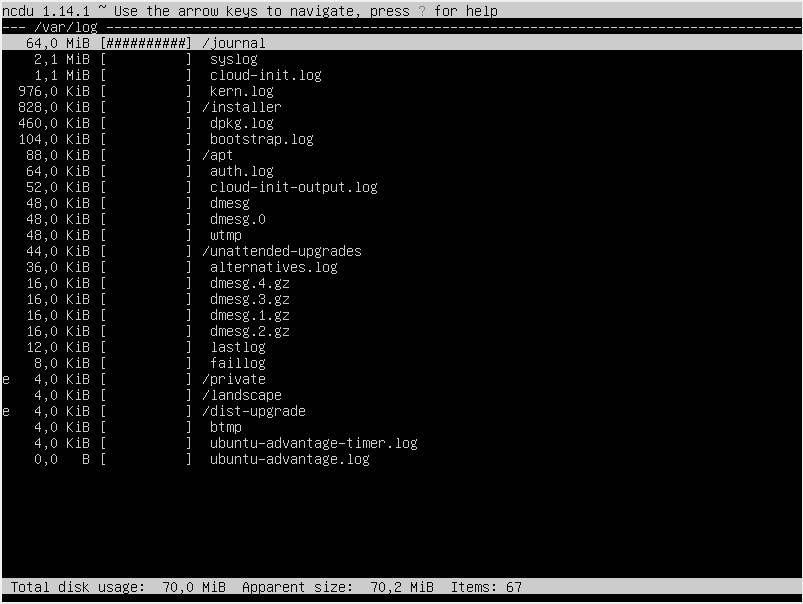 ncdu 1.14.1 ~ Use the arrow keys to navigate, press ? for help
--- /var/log ----------------------------------------------------------------------------------------
64,0 MiB [##########] /journal
2,1 MiB [          ]  syslog
1,1 MiB [          ]  cloud-init.log
976,0 KiB [          ]  kern.log
828,0 KiB [          ] /installer
460,0 KiB [          ]  dpkg.log
104,0 KiB [          ]  bootstrap.log
88,0 KiB [          ] /apt
64,0 KiB [          ]  auth.log
52,0 KiB [          ]  cloud-init-output.log
48,0 KiB [          ]  dmesg
48,0 KiB [          ]  dmesg.0
48,0 KiB [          ]  wtmp
44,0 KiB [          ] /unattended-upgrades
36,0 KiB [          ]  alternatives.log
16,0 KiB [          ]  dmesg.4.gz
16,0 KiB [          ]  dmesg.3.gz
16,0 KiB [          ]  dmesg.1.gz
16,0 KiB [          ]  dmesg.2.gz
12,0 KiB [          ]  lastlog
8,0 KiB [          ]  faillog
e   4,0 KiB [          ] /private
4,0 KiB [          ] /landscape
e   4,0 KiB [          ] /dist-upgrade
4,0 KiB [          ]  btmp
4,0 KiB [          ]  ubuntu-advantage-timer.log
0,0   B [          ]  ubuntu-advantage.log
Total disk usage:  70,0 MiB  Apparent size:  70,2 MiB  Items: 67